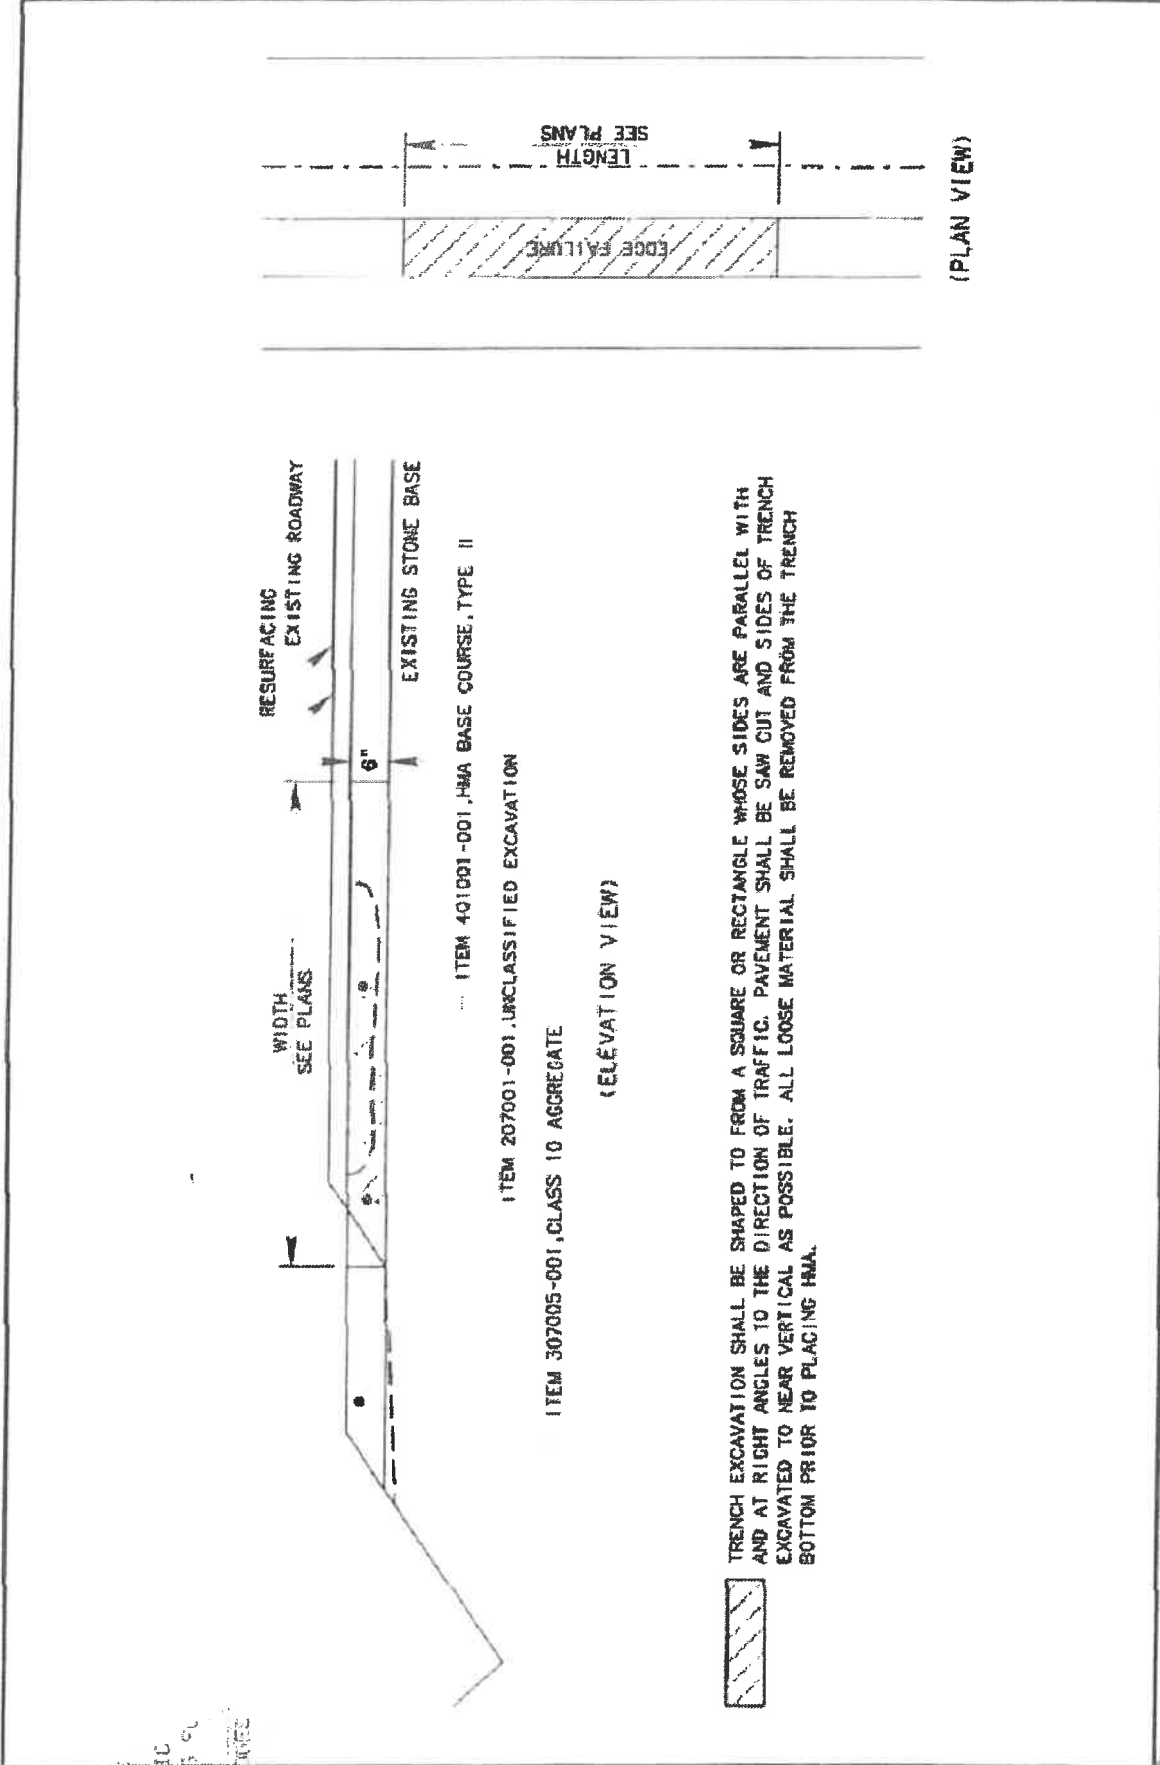 RESURFACING
EXISTING ROADWAY
WIDTH
SEE PLANS
6"
EXISTING STONE BASE
ITEM 401001-001,HMA BASE COURSE,TYPE II
ITEM 207001-001,UNCLASSIFIED EXCAVATION
ITEM 307005-001,CLASS 10 AGGREGATE
(ELEVATION VIEW)
TRENCH EXCAVATION SHALL BE SHAPED TO FROM A SQUARE OR RECTANGLE WHOSE SIDES ARE PARALLEL WITH
AND AT RIGHT ANGLES TO THE DIRECTION OF TRAFFIC. PAVEMENT SHALL BE SAW CUT AND SIDES OF TRENCH
EXCAVATED TO NEAR VERTICAL AS POSSIBLE. ALL LOOSE MATERIAL SHALL BE REMOVED FROM THE TRENCH
BOTTOM PRIOR TO PLACING HMA.
LENGTH
SEE PLANS
EDGE FAILURE
(PLAN VIEW)